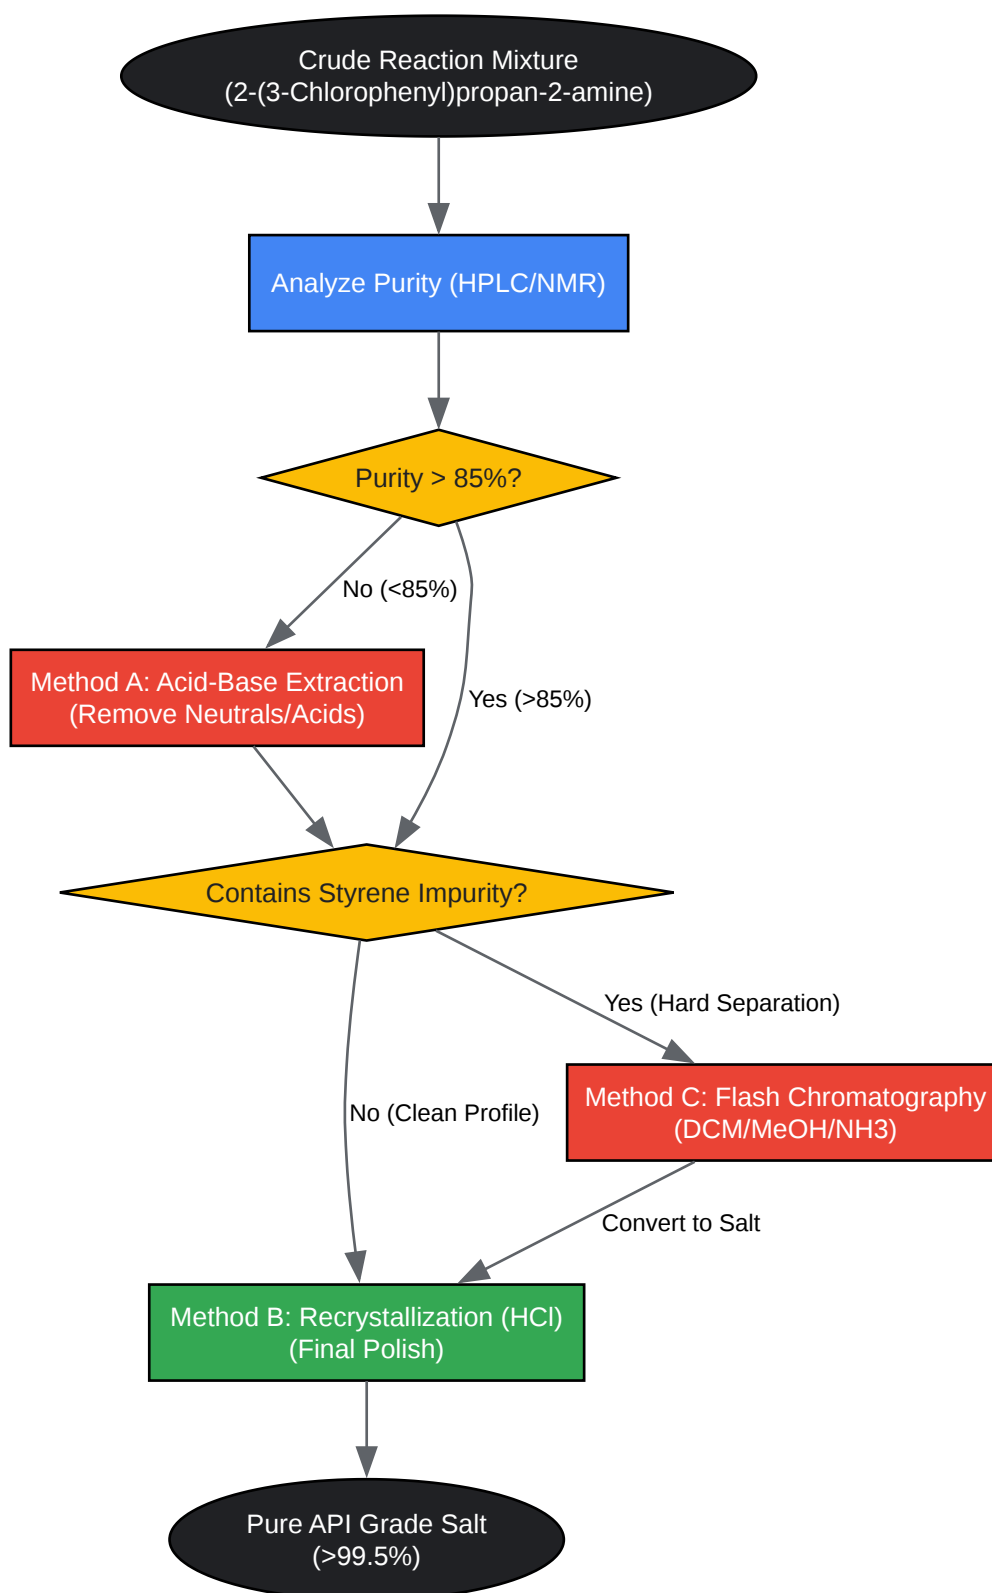 Crude Reaction Mixture
(2-(3-Chlorophenyl)propan-2-amine)
Analyze Purity (HPLC/NMR)
Purity > 85%?
No (<85%)
Yes (>85%)
Method A: Acid-Base Extraction
(Remove Neutrals/Acids)
Contains Styrene Impurity?
Yes (Hard Separation)
No (Clean Profile)
Method C: Flash Chromatography
(DCM/MeOH/NH3)
Convert to Salt
Method B: Recrystallization (HCl)
(Final Polish)
Pure API Grade Salt
(>99.5%)